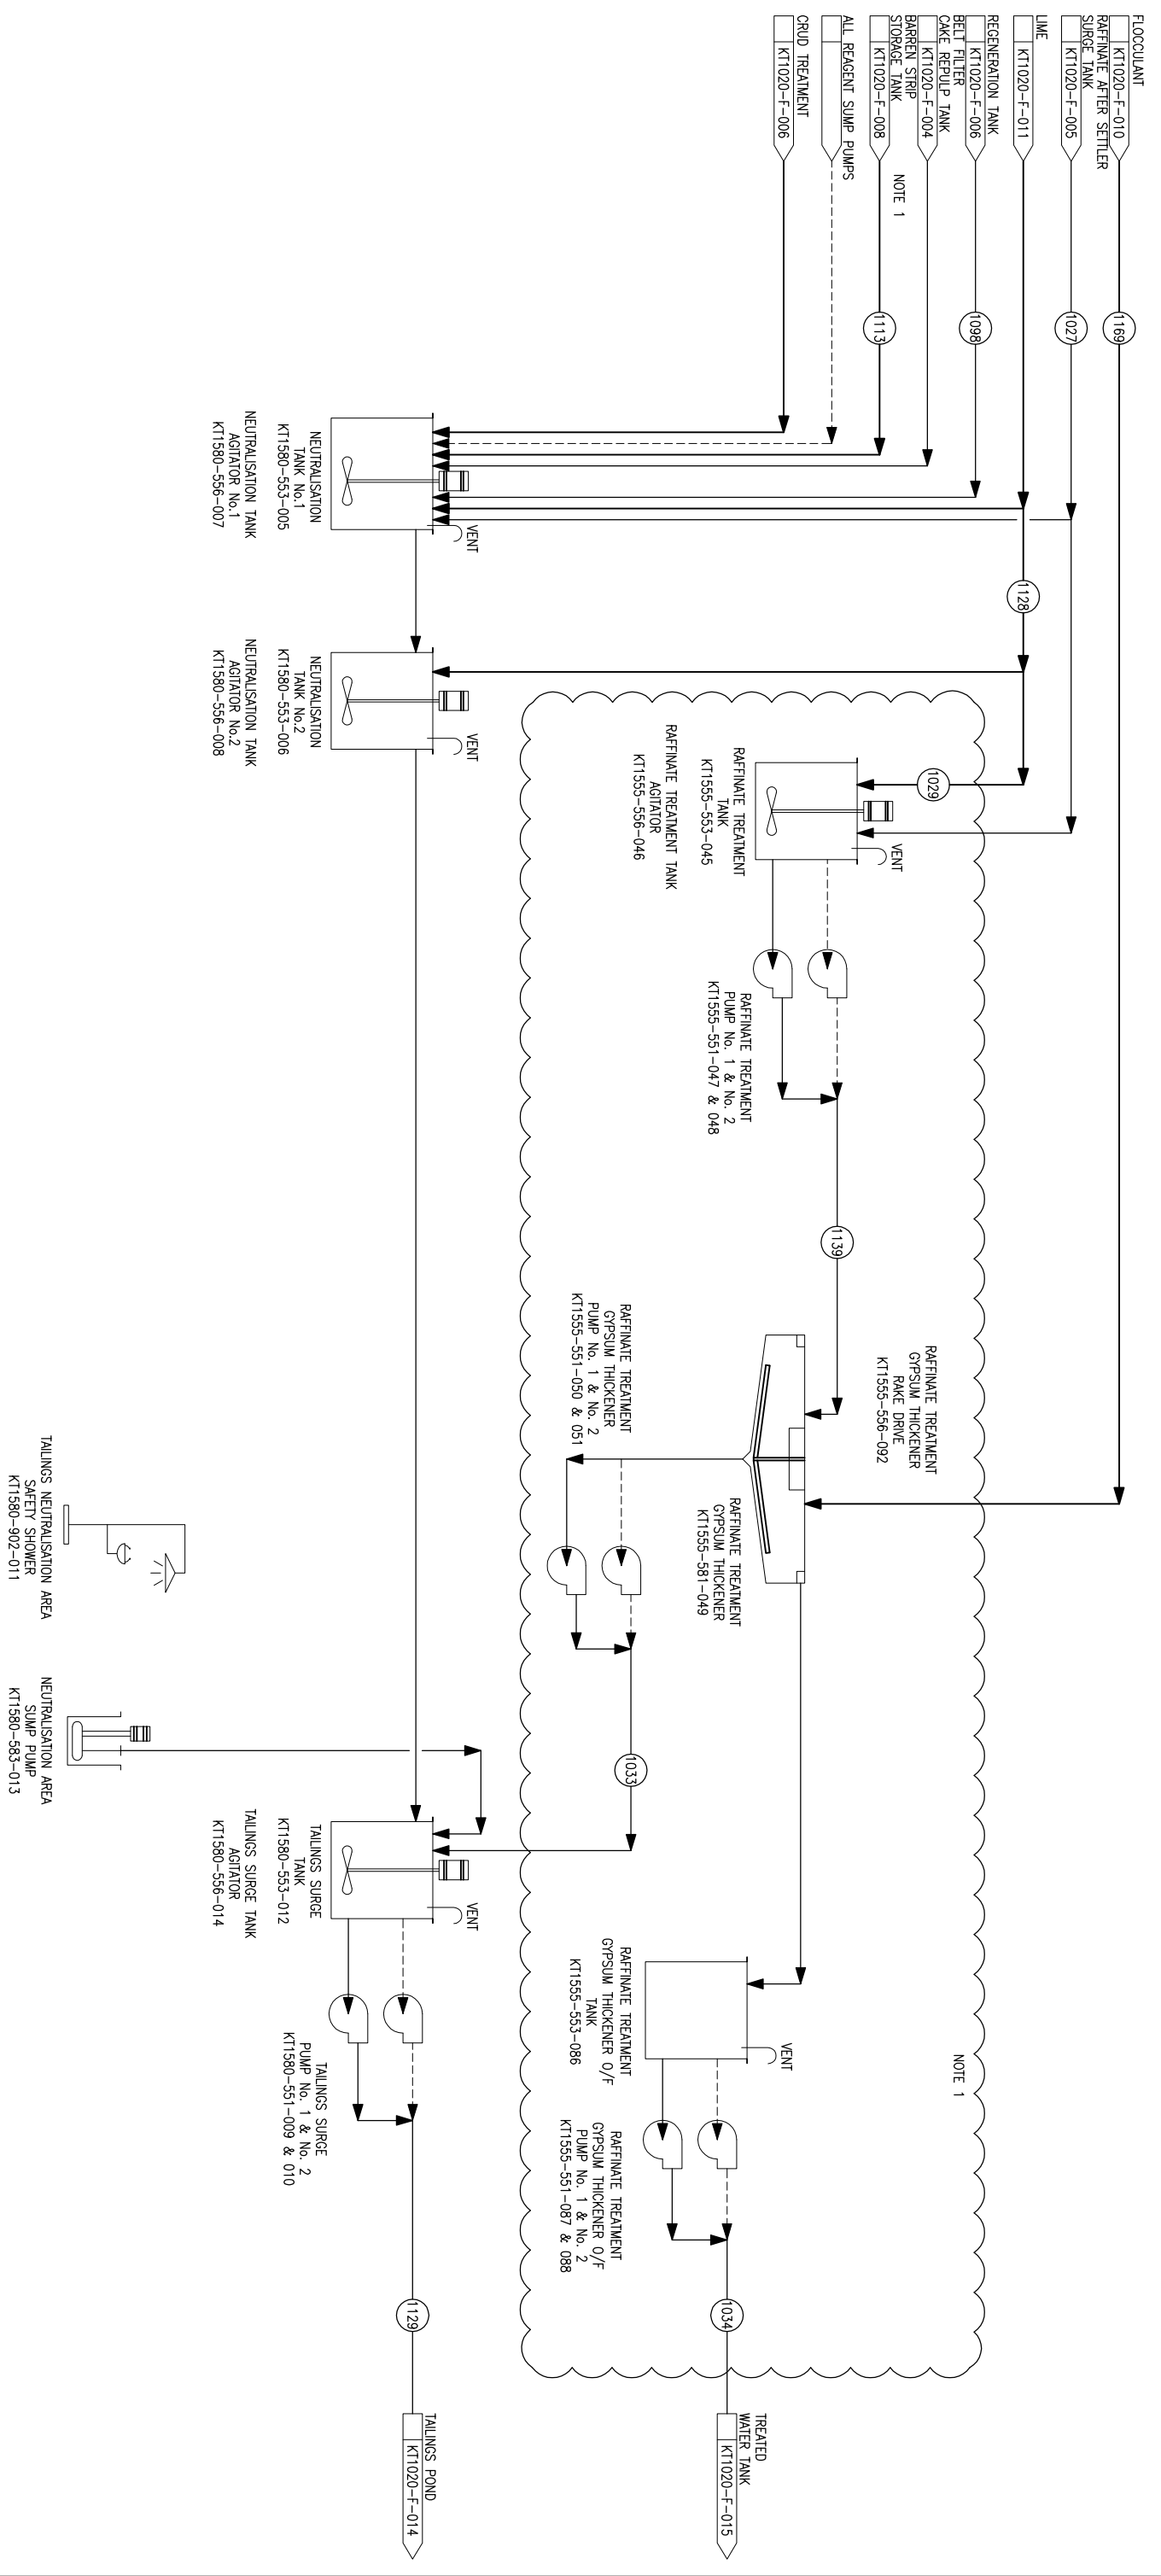 FLOCCULANT
KT1020-F-010
RAFFINATE AFTER SETTLER
SURGE TANK
KT1020-F-005
LIME
KT1020-F-011
REGENERATION TANK
KT1020-F-006
BELT FILTER
CAKE REPULP TANK
KT1020-F-004
BARREN STRIP
STORAGE TANK
KT1020-F-008
NOTE 1
ALL REAGENT SUMP PUMPS
CRUD TREATMENT
KT1020-F-006
1169
1027
1098
1113
1128
1029
1139
1033
1034
1129
VENT
NEUTRALISATION
TANK No.1
KT1580-553-005
NEUTRALISATION TANK
AGITATOR No.1
KT1580-556-007
VENT
NEUTRALISATION
TANK No.2
KT1580-553-006
NEUTRALISATION TANK
AGITATOR No.2
KT1580-556-008
VENT
RAFFINATE TREATMENT
TANK
KT1555-553-045
RAFFINATE TREATMENT TANK
AGITATOR
KT1555-556-046
RAFFINATE TREATMENT
PUMP No. 1 & No. 2
KT1555-551-047 & 048
RAFFINATE TREATMENT
GYPSUM THICKENER
RAKE DRIVE
KT1555-556-092
RAFFINATE TREATMENT
GYPSUM THICKENER
KT1555-581-049
RAFFINATE TREATMENT
GYPSUM THICKENER
PUMP No. 1 & No. 2
KT1555-551-050 & 051
NOTE 1
VENT
RAFFINATE TREATMENT
GYPSUM THICKENER O/F
TANK
KT1555-553-086
RAFFINATE TREATMENT
GYPSUM THICKENER O/F
PUMP No. 1 & No. 2
KT1555-551-087 & 088
TREATED
WATER TANK
KT1020-F-015
VENT
TAILINGS SURGE
TANK
KT1580-553-012
TAILINGS SURGE TANK
AGITATOR
KT1580-556-014
TAILINGS SURGE
PUMP No. 1 & No. 2
KT1580-551-009 & 010
TAILINGS POND
KT1020-F-014
TAILINGS NEUTRALISATION AREA
SAFETY SHOWER
KT1580-902-011
NEUTRALISATION AREA
SUMP PUMP
KT1580-583-013